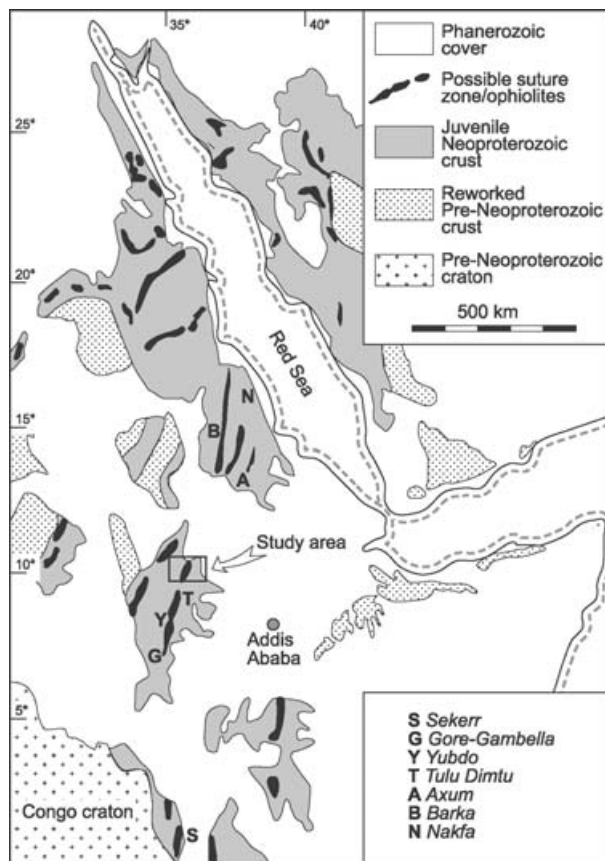 35°
40°
25°
20°
15°
10°
5°
Phanerozoic
cover
Possible suture
zone/ophiolites
Juvenile
Neoproterozoic
crust
Reworked
Pre-Neoproterozoic
crust
Pre-Neoproterozoic
craton
500 km
Red Sea
N
B
A
Study area
T
Y
G
Addis
Ababa
Congo craton
S
S Sekerr
G Gore-Gambella
Y Yubdo
T Tulu Dimtu
A Axum
B Barka
N Nakfa